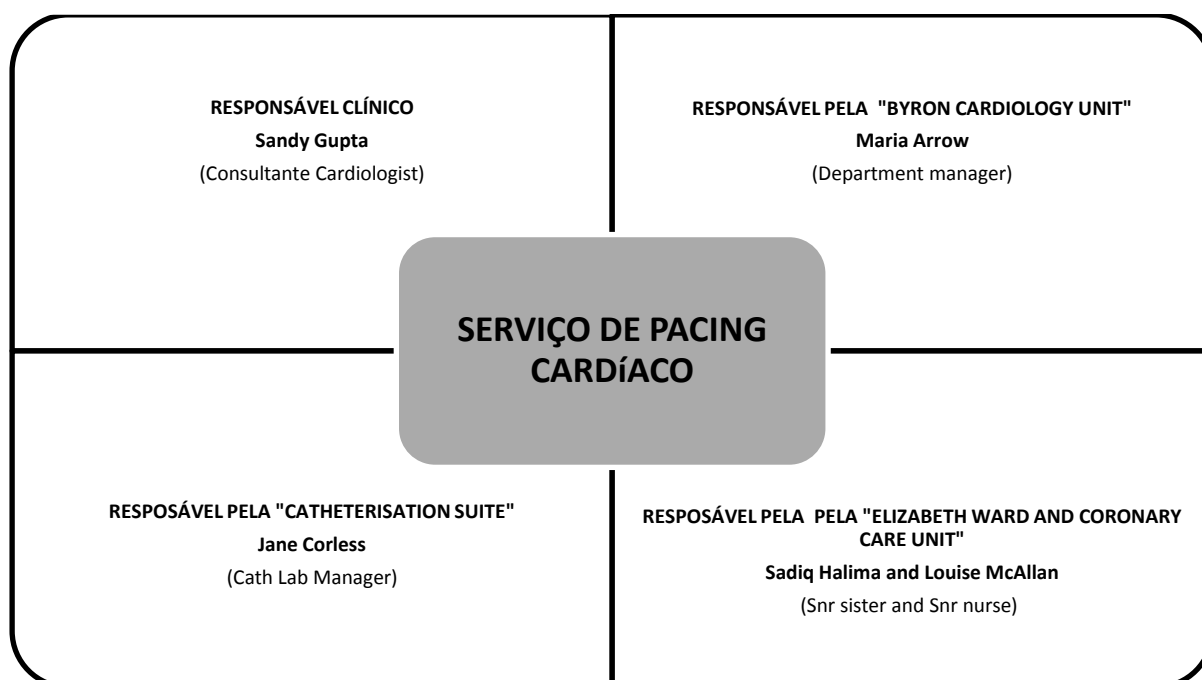 RESPONSÁVEL CLÍNICO
Sandy Gupta
(Consultante Cardiologist)
RESPONSÁVEL PELA "BYRON CARDIOLOGY UNIT"
Maria Arrow
(Department manager)
SERVIÇO DE PACING
CARDíACO
RESPOSÁVEL PELA "CATHETERISATION SUITE"
Jane Corless
(Cath Lab Manager)
RESPOSÁVEL PELA PELA "ELIZABETH WARD AND CORONARY
CARE UNIT"
Sadiq Halima and Louise McAllan
(Snr sister and Snr nurse)